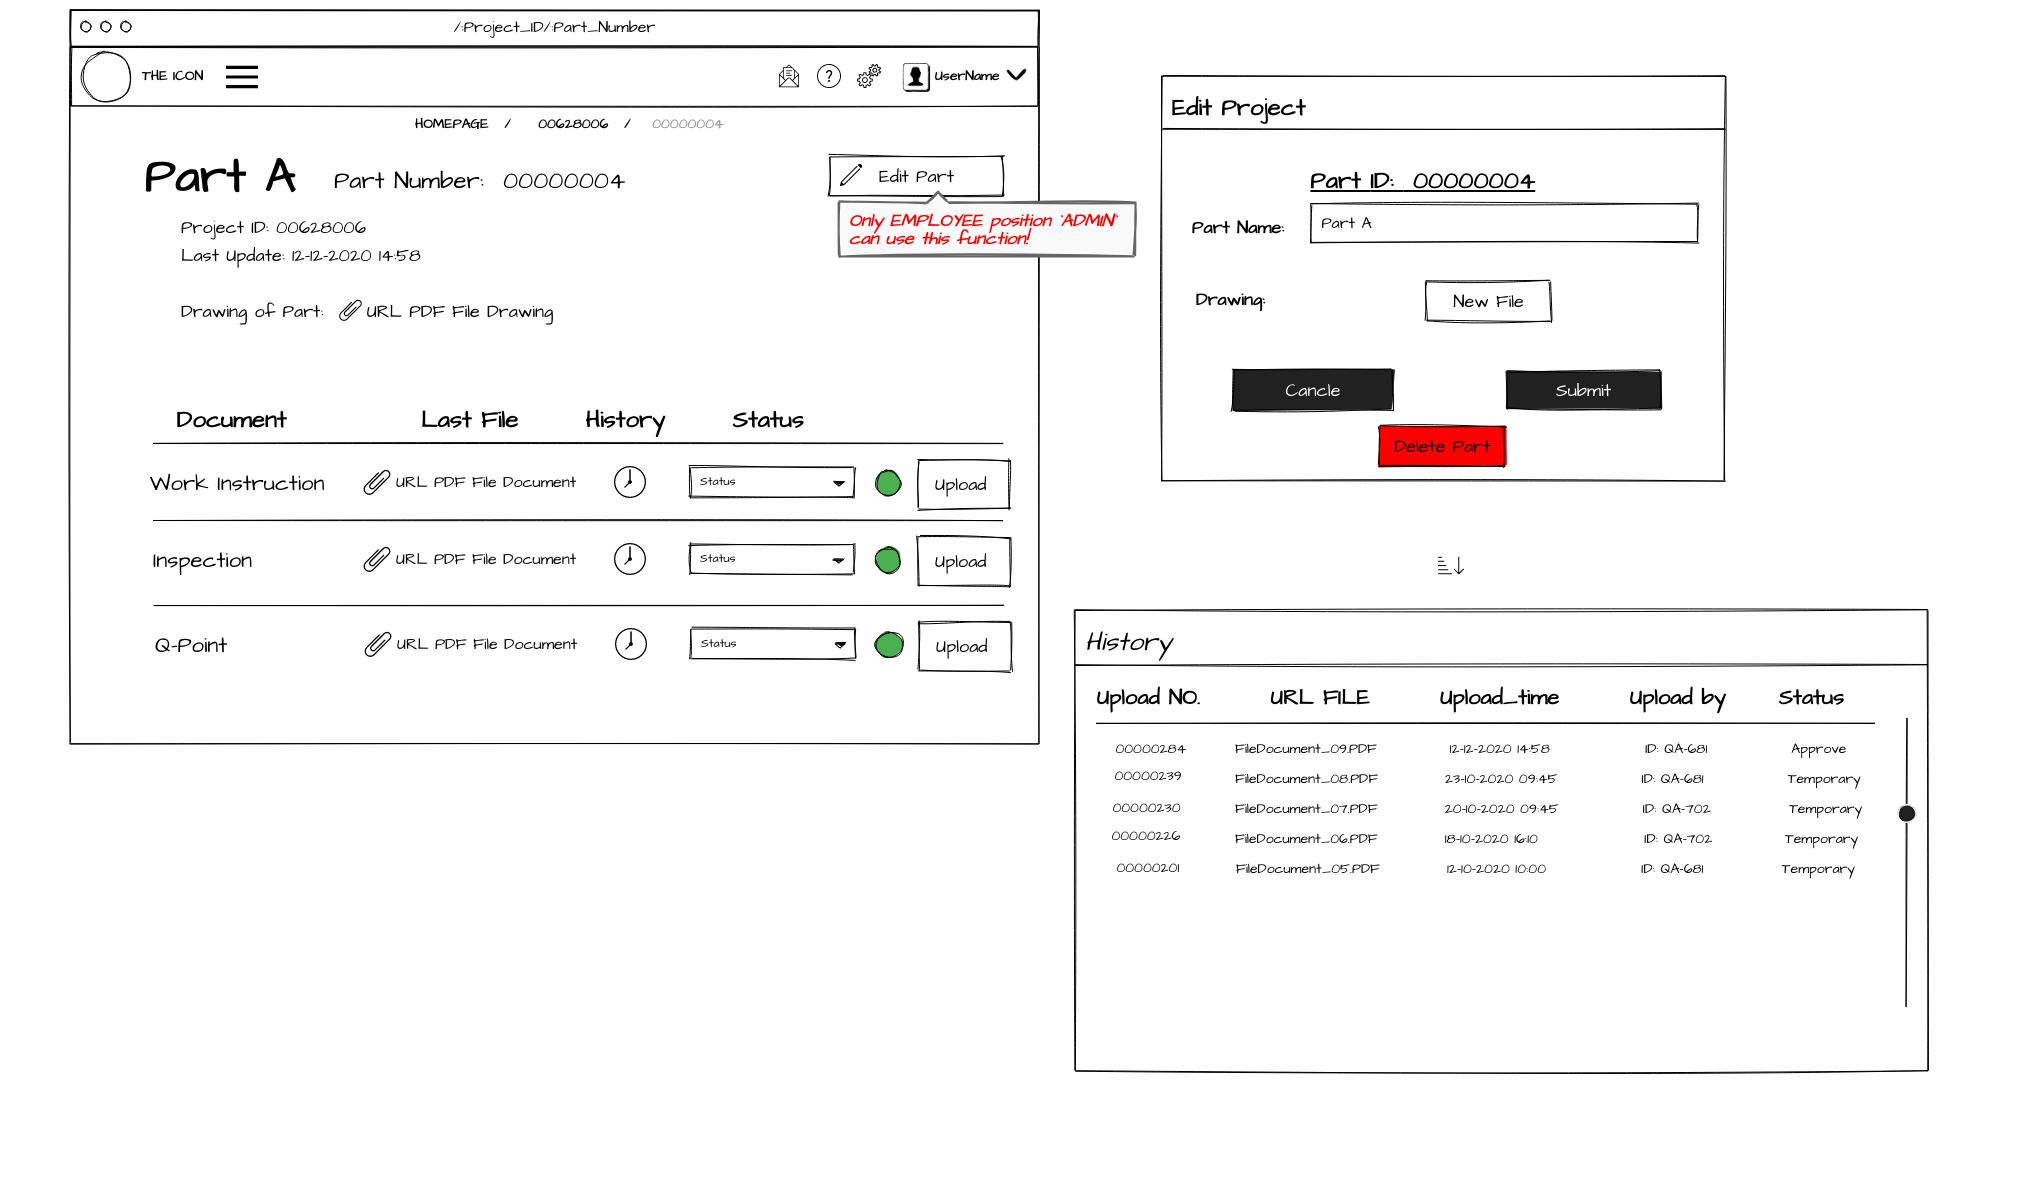 /:Project_ID/:Part_Number
THE ICON
UserName
HOMEPAGE / 00628006 / 00000004
Part A Part Number: 00000004
Edit Part
Only EMPLOYEE position 'ADMIN'
can use this function!
Project ID: 00628006
Last Update: 12-12-2020 14:58
Drawing of Part: URL PDF File Drawing
Document Last File History Status
Work Instruction URL PDF File Document Status Upload
Inspection URL PDF File Document Status Upload
Q-Point URL PDF File Document Status Upload
Edit Project
Part ID: 00000004
Part Name: Part A
Drawing: New File
Cancle Submit
Delete Part
History
Upload NO. URL FILE Upload_time Upload by Status
00000284 FileDocument_09.PDF 12-12-2020 14:58 ID: QA-681 Approve
00000239 FileDocument_08.PDF 23-10-2020 09:45 ID: QA-681 Temporary
00000230 FileDocument_07.PDF 20-10-2020 09:45 ID: QA-702 Temporary
00000226 FileDocument_06.PDF 18-10-2020 16:10 ID: QA-702 Temporary
00000201 FileDocument_05.PDF 12-10-2020 10:00 ID: QA-681 Temporary